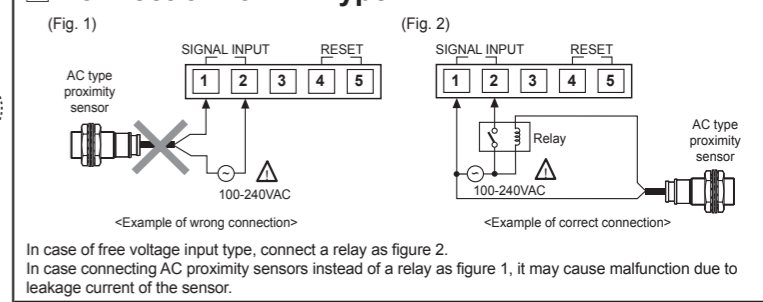 (Fig. 1)
SIGNAL INPUT
RESET
1 2 3 4 5
AC type
proximity
sensor
100-240VAC
<Example of wrong connection>
(Fig. 2)
SIGNAL INPUT
RESET
1 2 3 4 5
Relay
AC type
proximity
sensor
100-240VAC
<Example of correct connection>
In case of free voltage input type, connect a relay as figure 2.
In case connecting AC proximity sensors instead of a relay as figure 1, it may cause malfunction due to
leakage current of the sensor.